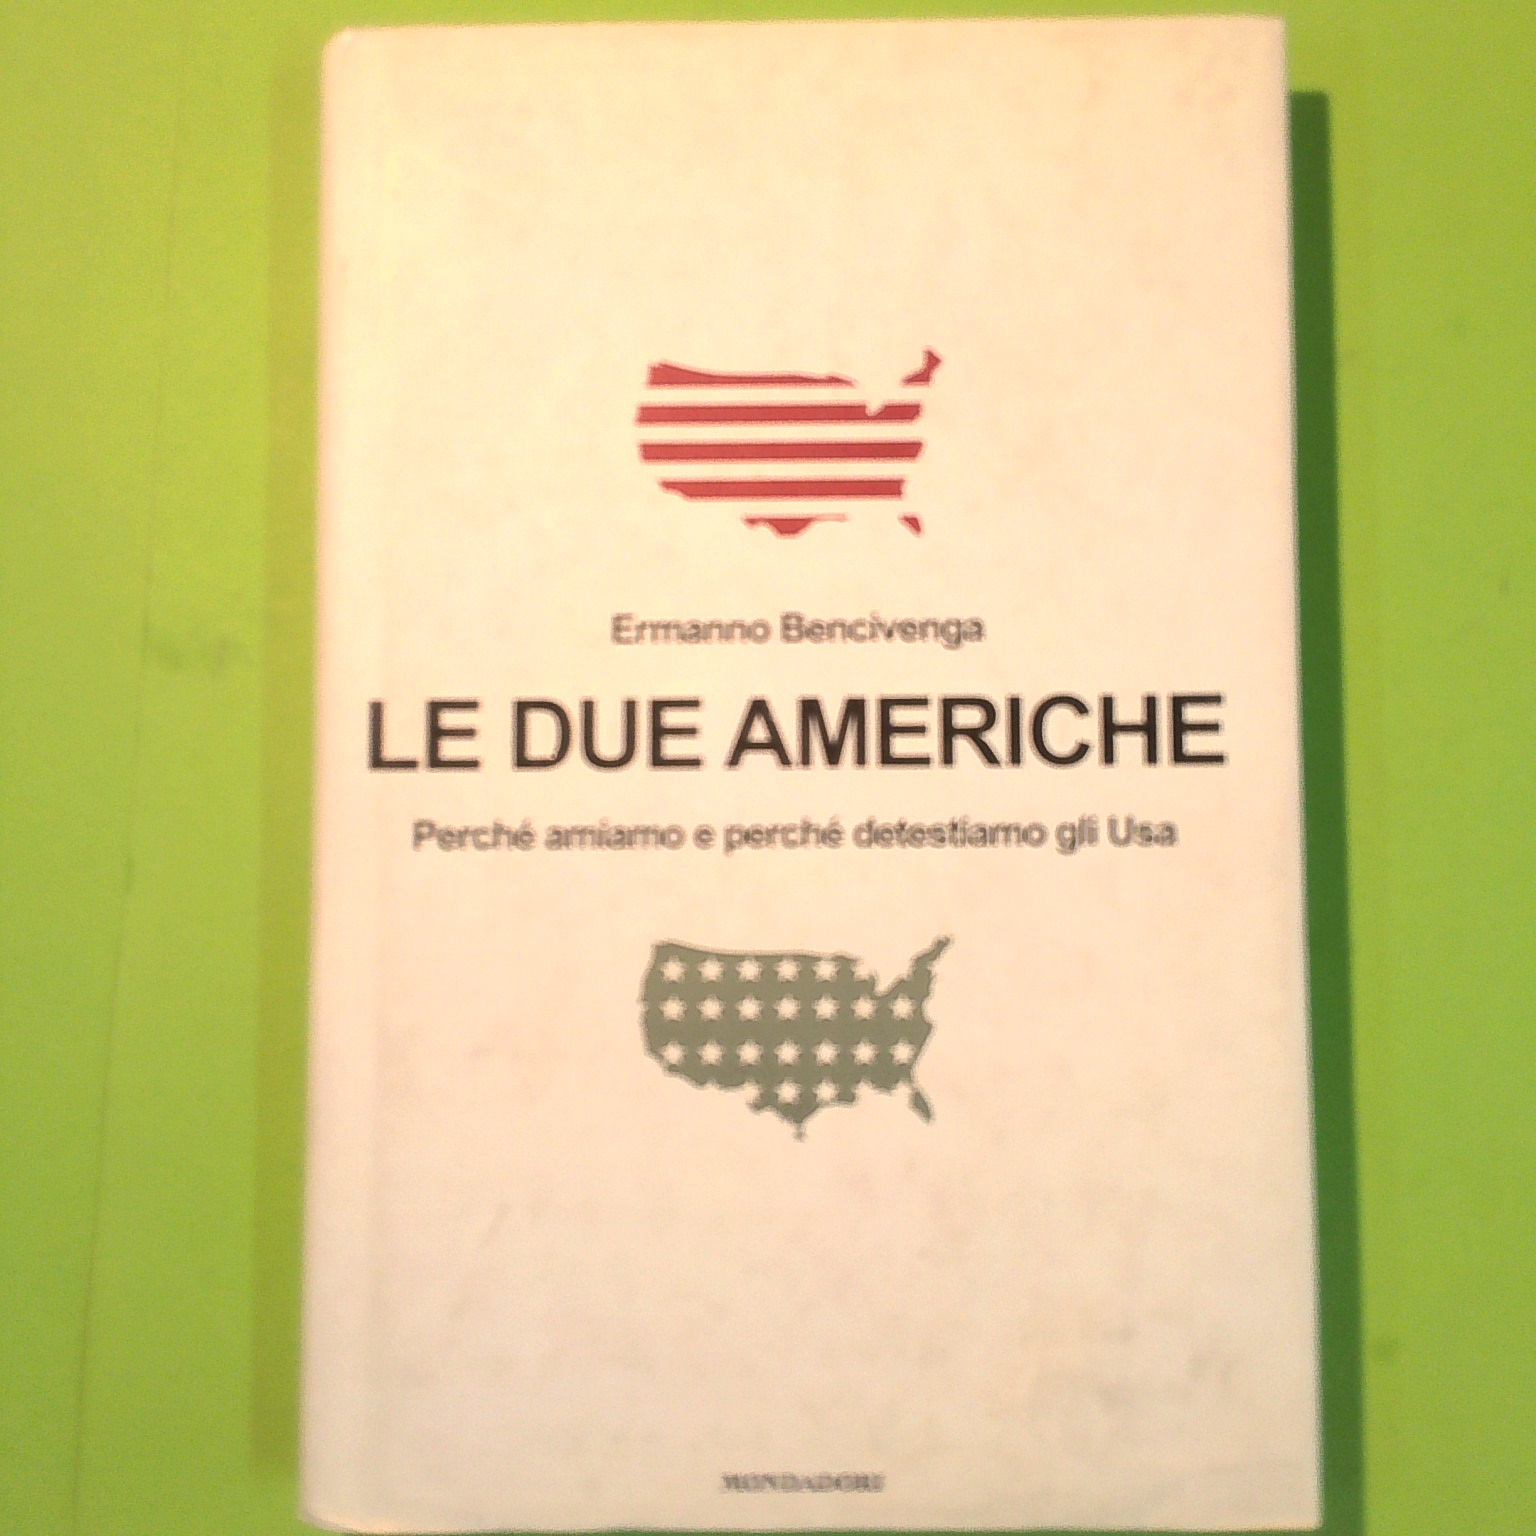 Ermanno Bencivenga
LE DUE AMERICHE
Perché amiamo e perché detestiamo gli Usa
MONDADORI